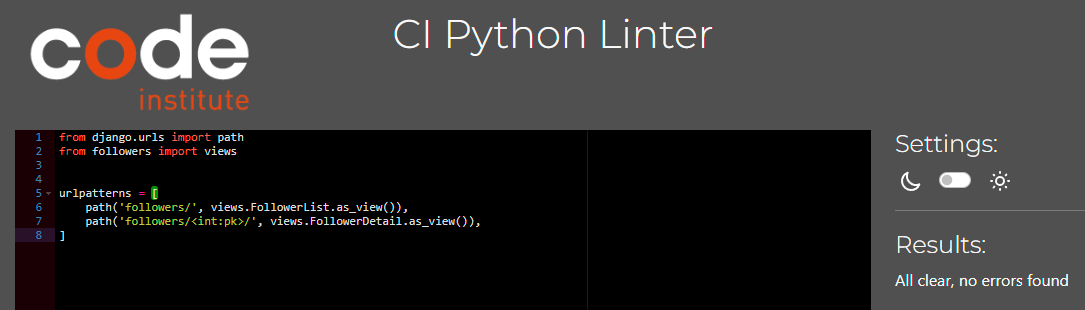 code
institute
CI Python Linter
1 from django.urls import path
2 from followers import views
3
4
5 urlpatterns = [
6     path('followers/', views.FollowerList.as_view()),
7     path('followers/<int:pk>/', views.FollowerDetail.as_view()),
8 ]
Settings:
Results:
All clear, no errors found